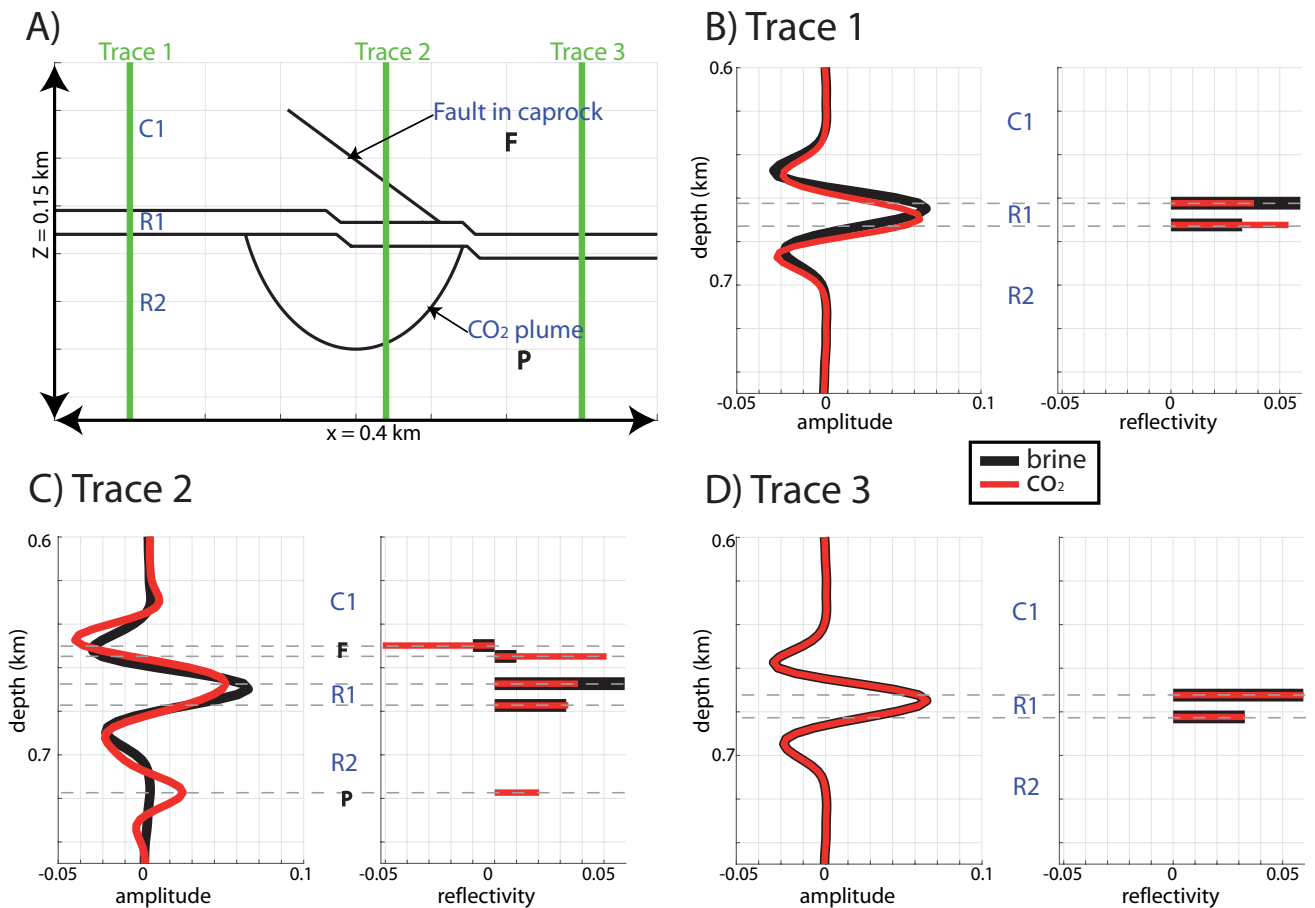 A)
Trace 1
Trace 2
Trace 3
C1
Fault in caprock
F
R1
R2
CO₂ plume
P
Z = 0.15 km
x = 0.4 km
B) Trace 1
0.6
0.7
depth (km)
-0.05
0
0.1
amplitude
C1
R1
R2
-0.05
0
0.05
reflectivity
brine
CO₂
C) Trace 2
0.6
0.7
depth (km)
-0.05
0
0.1
amplitude
C1
F
R1
R2
P
-0.05
0
0.05
reflectivity
D) Trace 3
0.6
0.7
depth (km)
-0.05
0
0.1
amplitude
C1
R1
R2
-0.05
0
0.05
reflectivity